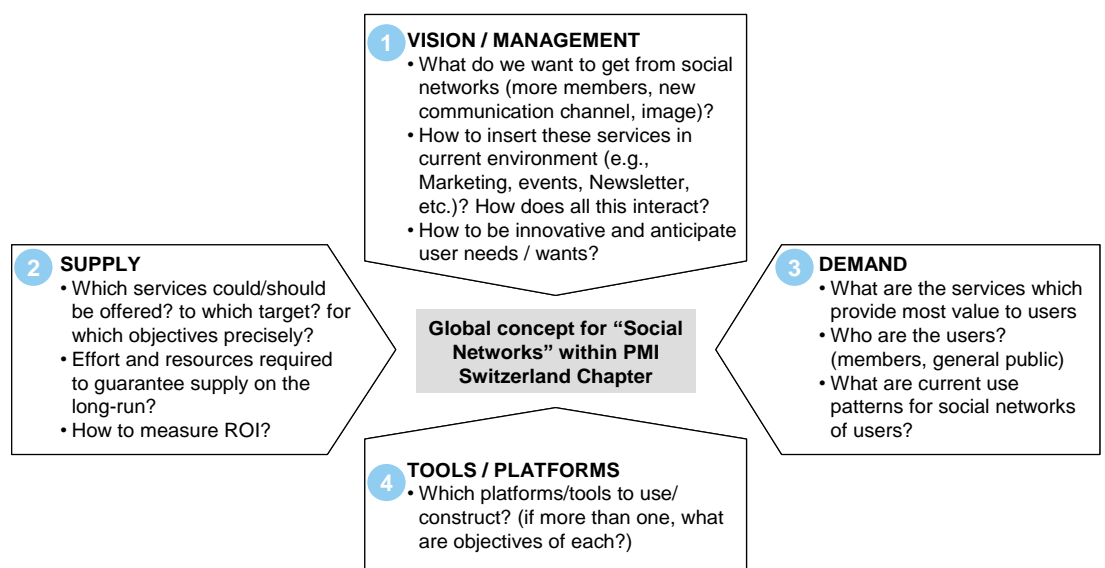 1
VISION / MANAGEMENT
• What do we want to get from social
networks (more members, new
communication channel, image)?
• How to insert these services in
current environment (e.g.,
Marketing, events, Newsletter,
etc.)? How does all this interact?
• How to be innovative and anticipate
user needs / wants?
2
SUPPLY
• Which services could/should
be offered? to which target? for
which objectives precisely?
• Effort and resources required
to guarantee supply on the
long-run?
• How to measure ROI?
Global concept for “Social
Networks” within PMI
Switzerland Chapter
3
DEMAND
• What are the services which
provide most value to users
• Who are the users?
(members, general public)
• What are current use
patterns for social networks
of users?
4
TOOLS / PLATFORMS
• Which platforms/tools to use/
construct? (if more than one, what
are objectives of each?)